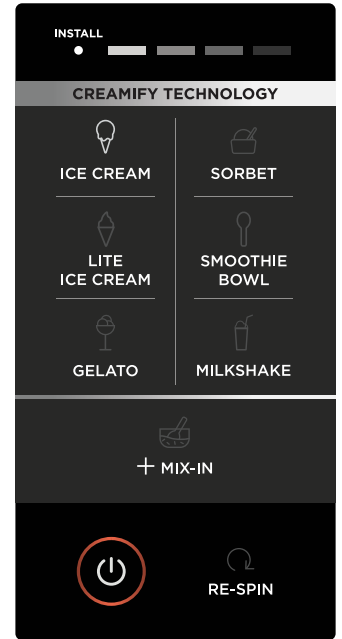 INSTALL
CREAMIFY TECHNOLOGY
ICE CREAM
SORBET
LITE
ICE CREAM
SMOOTHIE
BOWL
GELATO
MILKSHAKE
+ MIX-IN
RE-SPIN